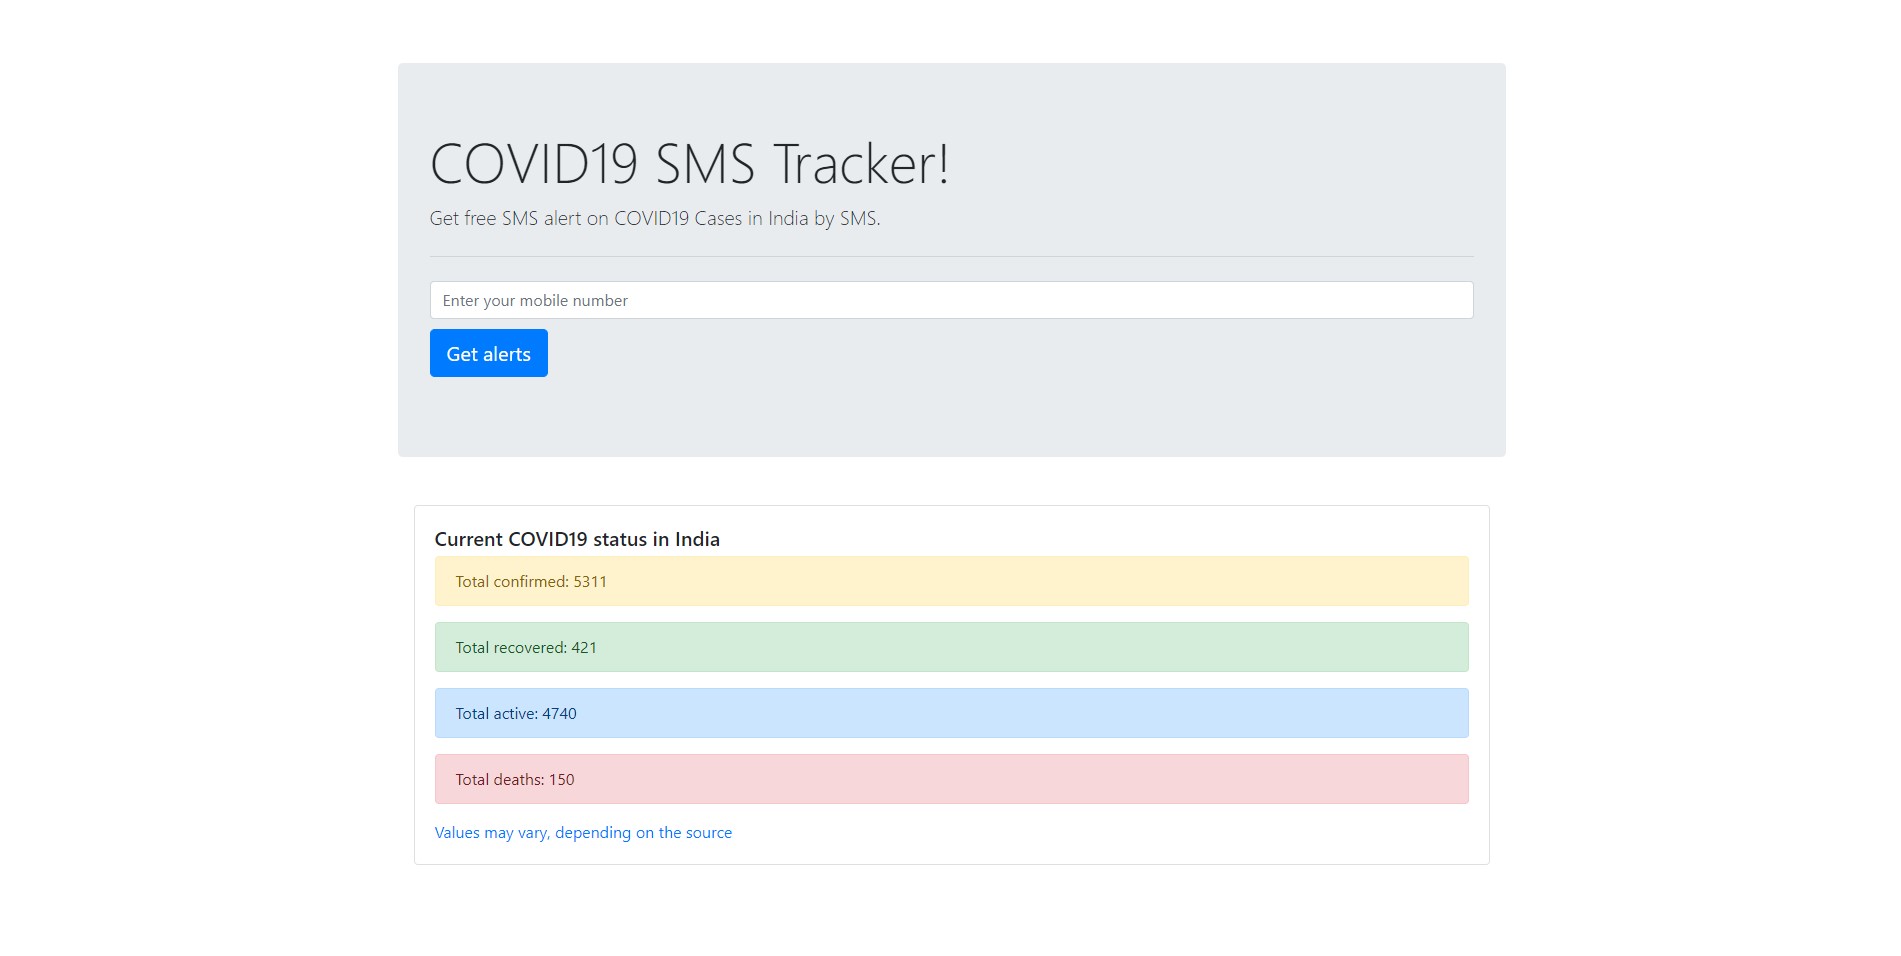 COVID19 SMS Tracker!
Get free SMS alert on COVID19 Cases in India by SMS.
Enter your mobile number
Get alerts
Current COVID19 status in India
Total confirmed: 5311
Total recovered: 421
Total active: 4740
Total deaths: 150
Values may vary, depending on the source